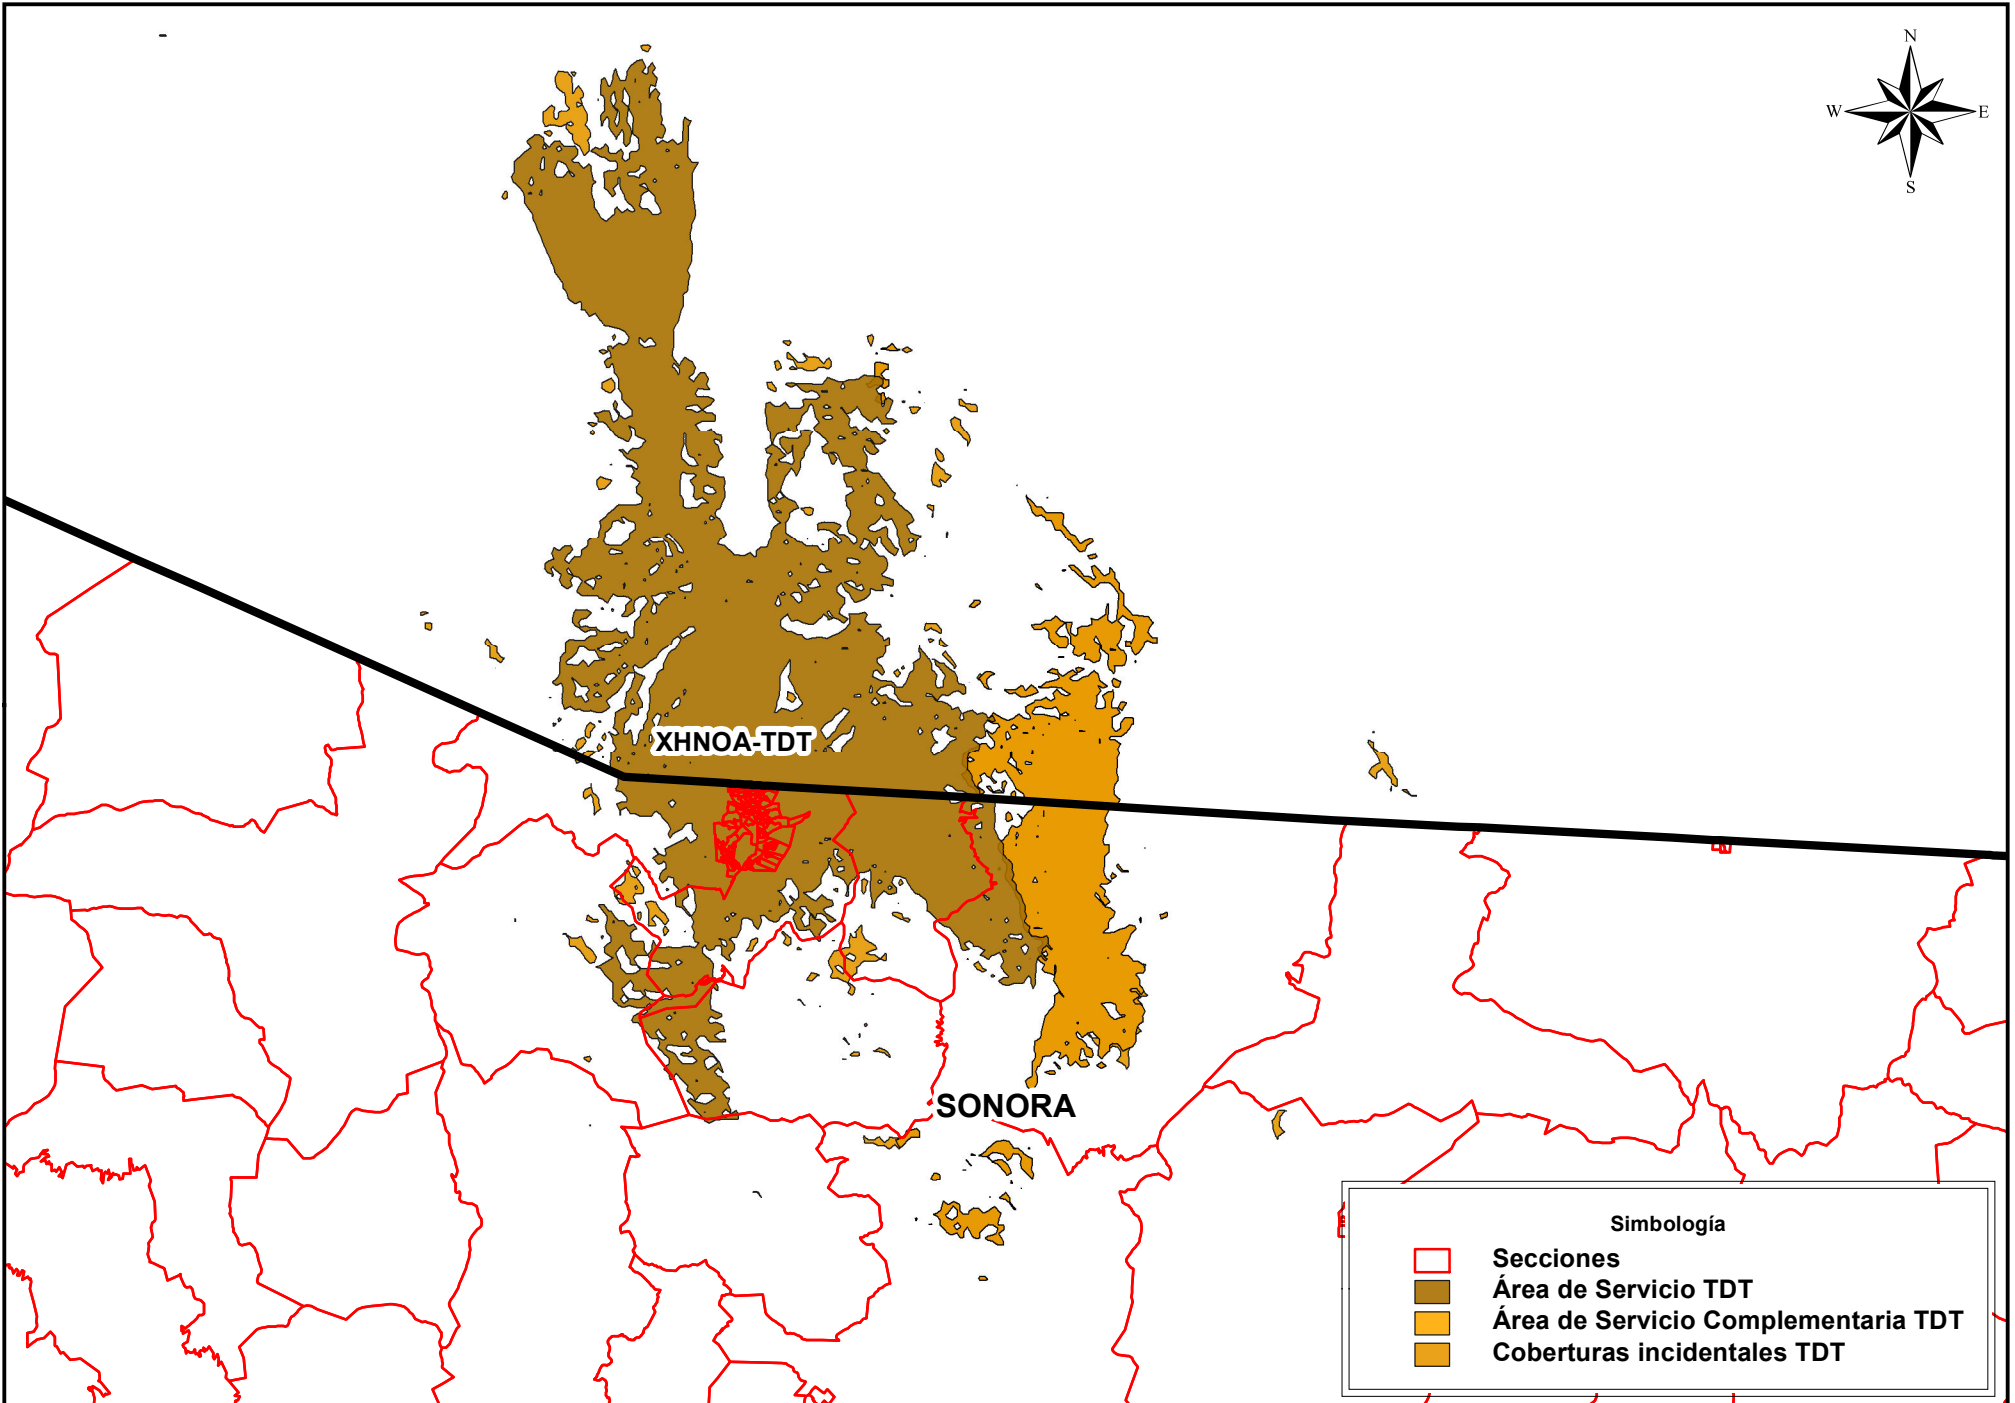 N
W E
S
XHNOA-TDT
SONORA
Simbología
Secciones
Área de Servicio TDT
Área de Servicio Complementaria TDT
Coberturas incidentales TDT